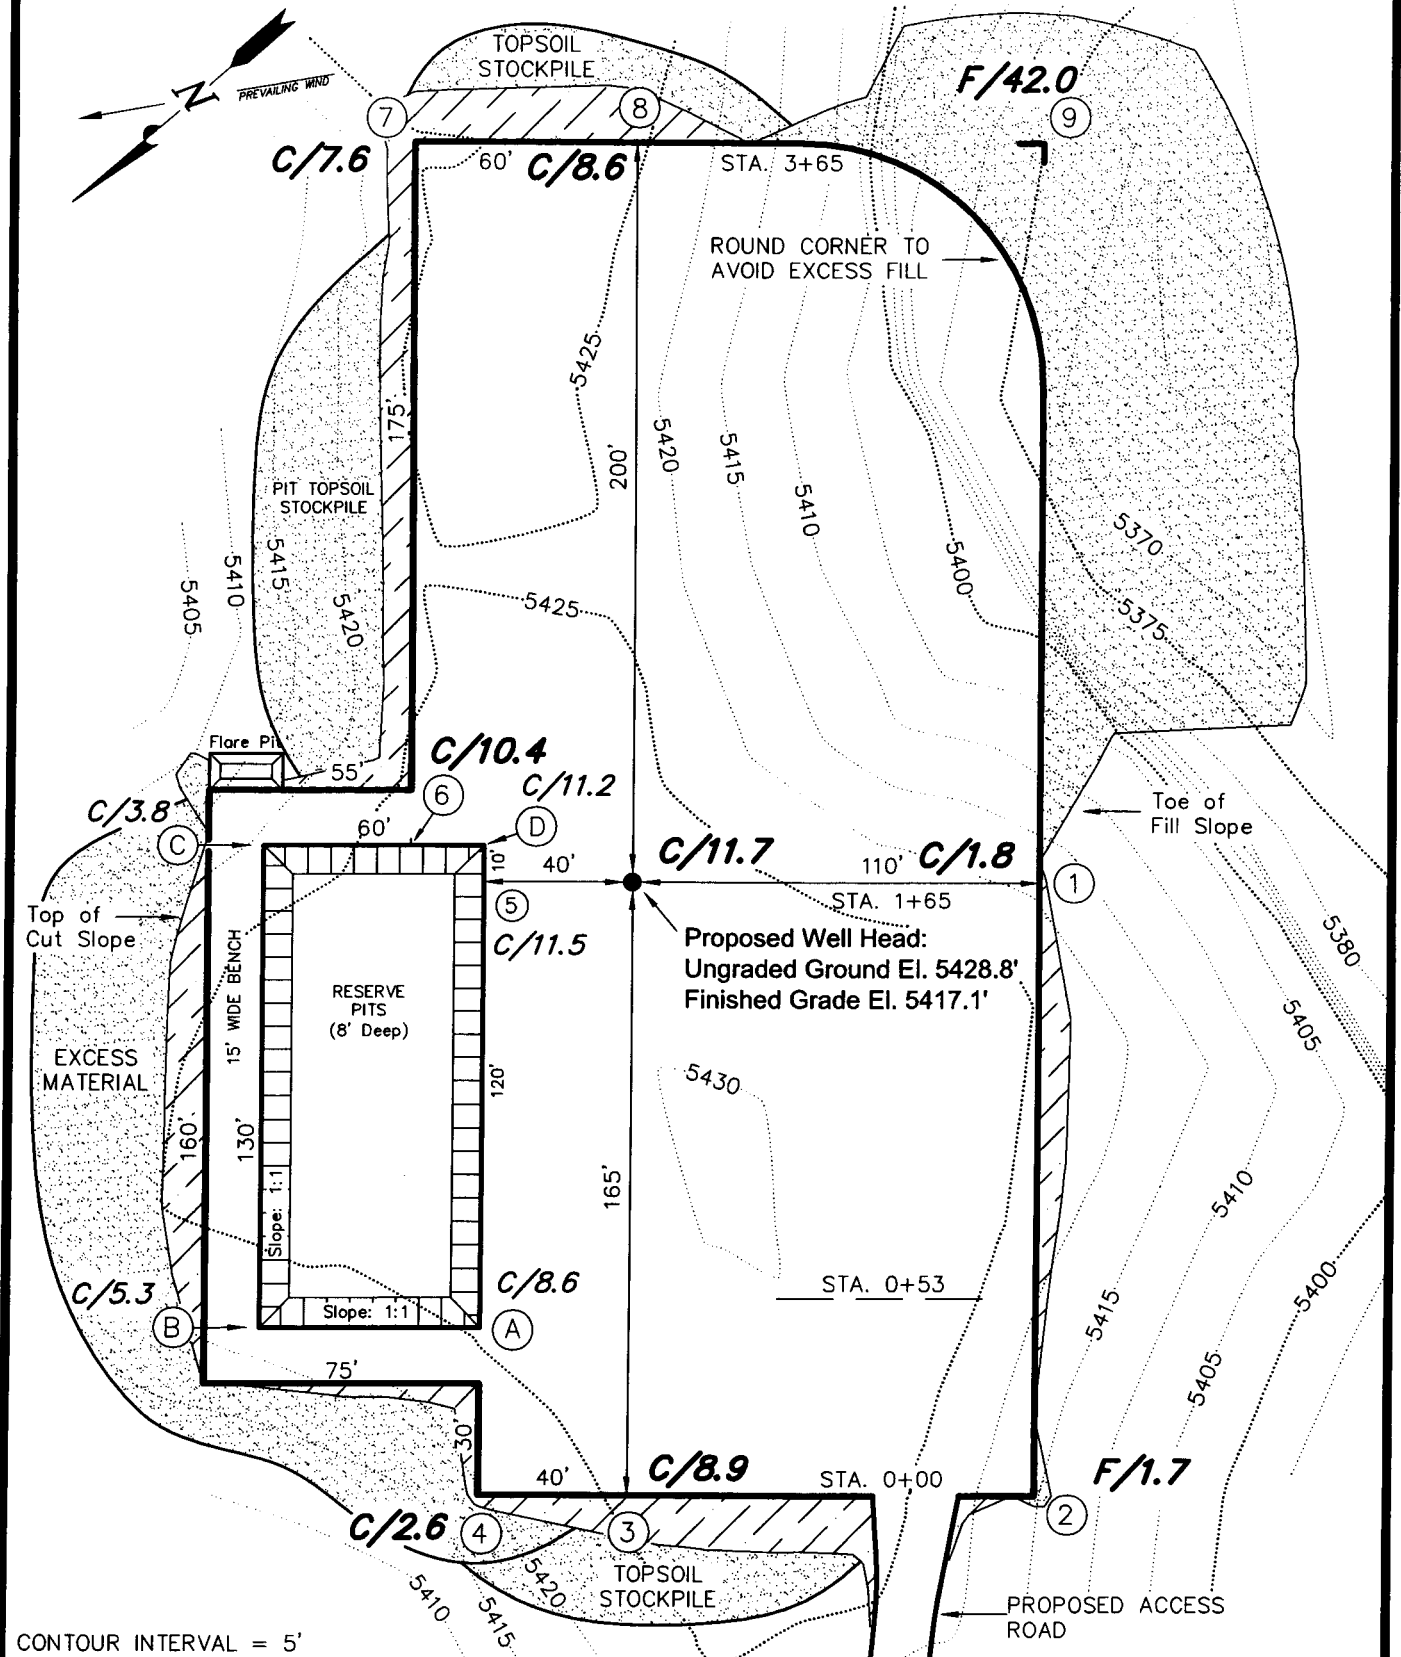 TOPSOIL
STOCKPILE
F/42.0
N
PREVAILING WIND
7
8
9
C/7.6
60'
C/8.6
STA. 3+65
ROUND CORNER TO
AVOID EXCESS FILL
5425
175'
200'
5420
5415
5410
5400
PIT TOPSOIL
STOCKPILE
5370
5375
5405
5410
5415
5420
5425
Flare Pit
55'
C/10.4
6
C/11.2
C/3.8
60'
D
C
10'
40'
C/11.7
110'
C/1.8
1
Toe of
Fill Slope
5
STA. 1+65
Top of
Cut Slope
C/11.5
Proposed Well Head:
Ungraded Ground El. 5428.8'
Finished Grade El. 5417.1'
5380
15' WIDE BENCH
RESERVE
PITS
(8' Deep)
5405
EXCESS
MATERIAL
120'
5430
160'
130'
165'
5410
Slope: 1:1
C/5.3
C/8.6
STA. 0+53
5400
5415
B
Slope: 1:1
A
75'
5405
30'
40'
C/8.9
STA. 0+00
F/1.7
C/2.6
4
3
2
5420
TOPSOIL
STOCKPILE
5410
5415
PROPOSED ACCESS
ROAD
CONTOUR INTERVAL = 5'